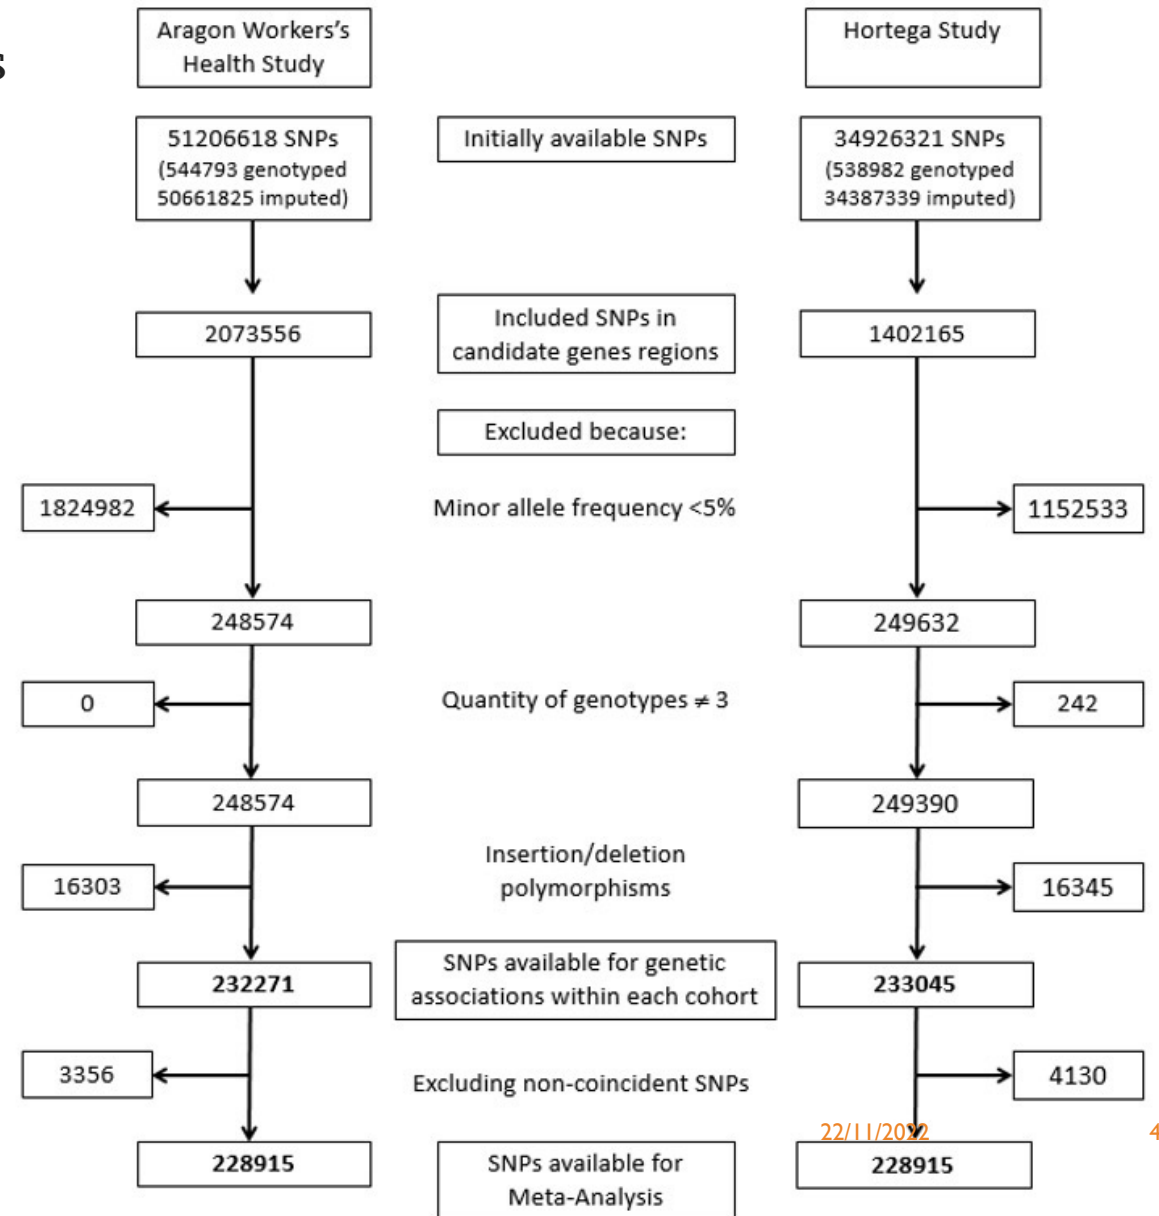 s
Aragon Workers's
Health Study
Hortega Study
51206618 SNPs
(544793 genotyped
50661825 imputed)
Initially available SNPs
34926321 SNPs
(538982 genotyped
34387339 imputed)
2073556
Included SNPs in
candidate genes regions
1402165
Excluded because:
1824982
Minor allele frequency <5%
1152533
248574
249632
0
Quantity of genotypes ≠ 3
242
248574
249390
16303
Insertion/deletion
polymorphisms
16345
232271
SNPs available for genetic
associations within each cohort
233045
3356
Excluding non-coincident SNPs
4130
22/11/2022
4
228915
SNPs available for
Meta-Analysis
228915